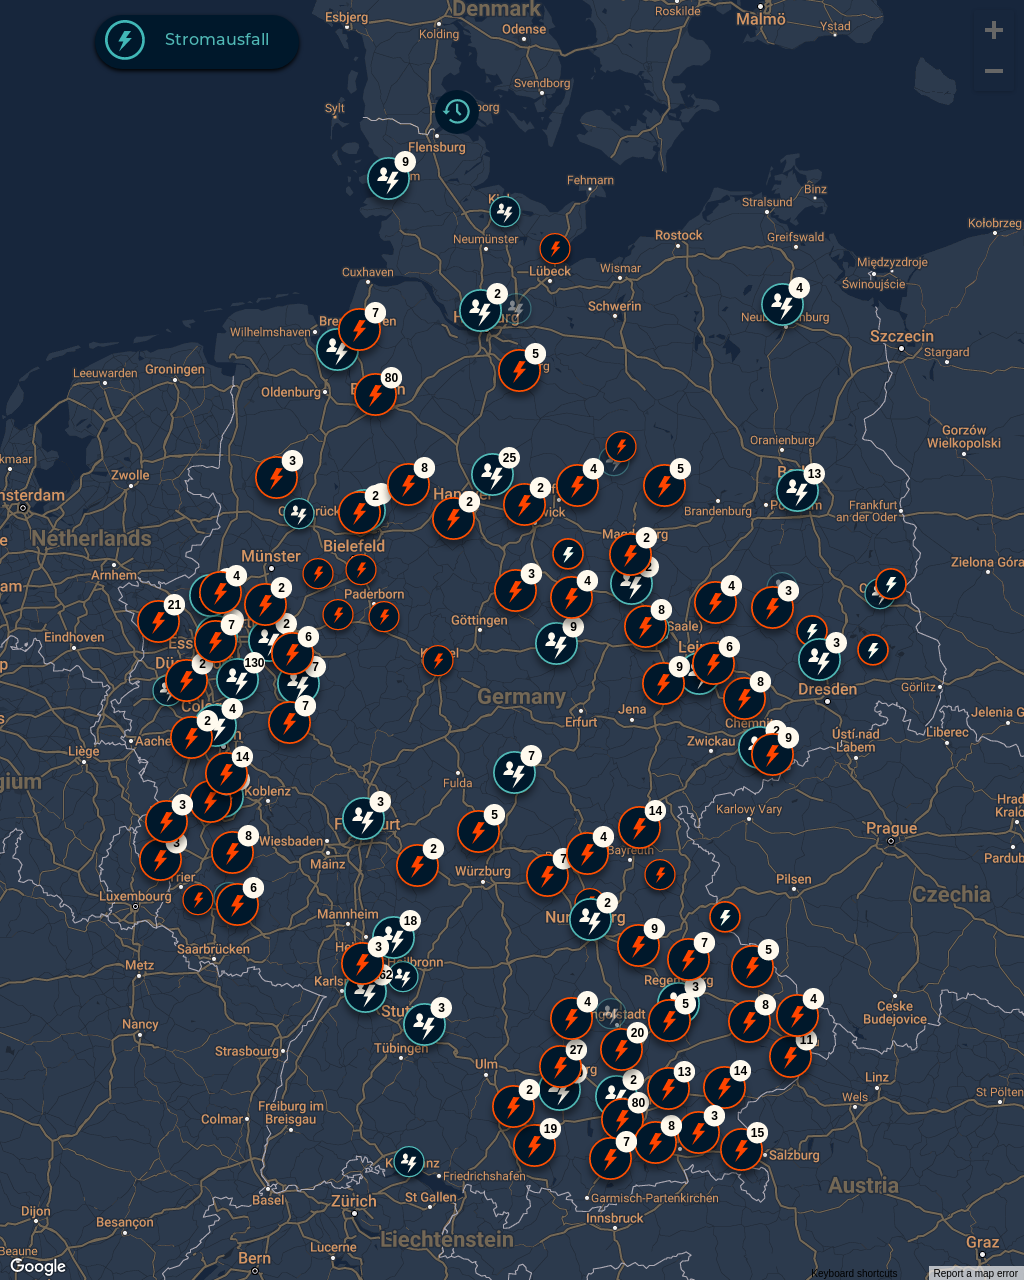 Denmark
Esbjerg
Kolding
Odense
Roskilde
Malmö
Ystad
Stromausfall
Svendborg
Sylt
borg
Flensburg
9
Fehmarn
Binz
Stralsund
Neumünster
Rostock
Greifswald
Kołobrzeg
Międzyzdroje
Cuxhaven
Lübeck
Wismar
Świnoujście
4
2
Schwerin
Szczecin
7
Wilhelmshaven
Stargard
5
Groningen
Leeuwarden
80
Oldenburg
Oranienburg
Gorzów
Wielkopolski
3
8
25
4
5
13
Zwolle
2
2
2
Brandenburg
Frankfurt
an der Oder
Netherlands
2
Münster
Bielefeld
Zielona Góra
Arnhem
4
2
3
4
2
4
3
Paderborn
21
8
Göttingen
Eindhoven
7
2
9
6
6
3
130
7
9
2
Dresden
Görlitz
Germany
8
4
7
Jena
Erfurt
2
Aachen
Chemnitz
Zwickau
2
9
Ústí nad
Labem
Liberec
Liège
14
7
Fulda
Koblenz
3
3
5
14
Karlovy Vary
Prague
Wiesbaden
8
4
Bayreuth
3
Mainz
2
7
Würzburg
Pilsen
Luxembourg
6
Czechia
2
Mannheim
18
9
Saarbrücken
3
7
5
Metz
62
3
5
4
3
8
4
Ceske
Budejovice
Nancy
20
11
Strasbourg
Tübingen
27
Ulm
2
13
14
Linz
Wels
St Pölten
2
80
3
Colmar
Freiburg im
Breisgau
19
7
8
15
Salzburg
Friedrichshafen
Austria
Basel
Zürich
St Gallen
Garmisch-Partenkirchen
Innsbruck
Dijon
Besançon
Liechtenstein
Lucerne
Bern
Graz
Beaune
Google
Keyboard shortcuts
Report a map error